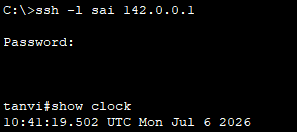 C:\>ssh -l sai 142.0.0.1
Password:
tanvi#show clock
10:41:19.502 UTC Mon Jul 6 2026